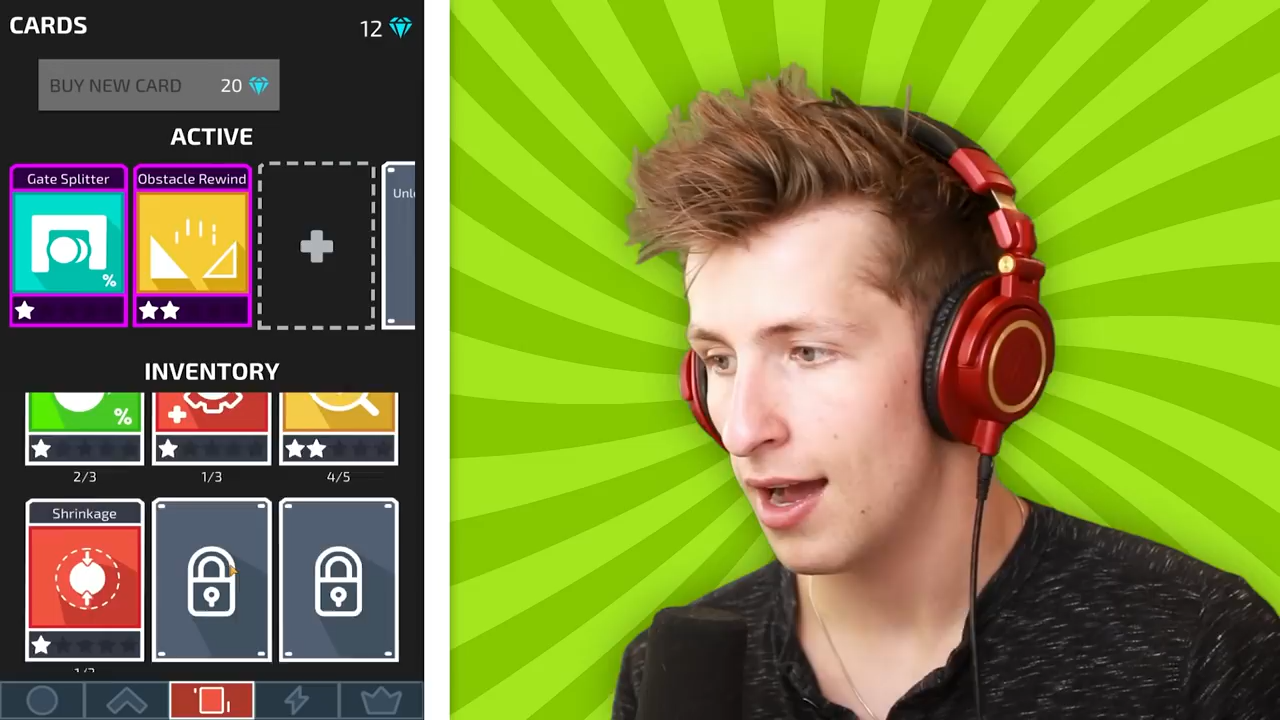 CARDS
12
BUY NEW CARD 20
ACTIVE
Gate Splitter
Obstacle Rewind
%
INVENTORY
%
2/3
1/3
4/5
Shrinkage